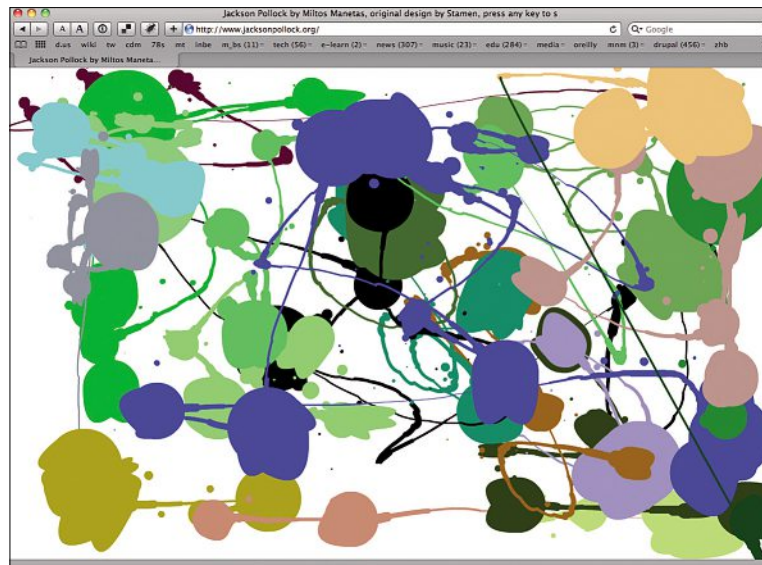 Jackson Pollock by Miltos Manetas, original design by Stamen, press any key to s
A A http://www.jacksonpollock.org/ Google
d.us wiki tw cdm 78s mt inbe m_bs (11) tech (56) e-learn (2) news (307) music (23) edu (284) media oreilly mnm (3) drupal (456) zhb
Jackson Pollock by Miltos Maneta...